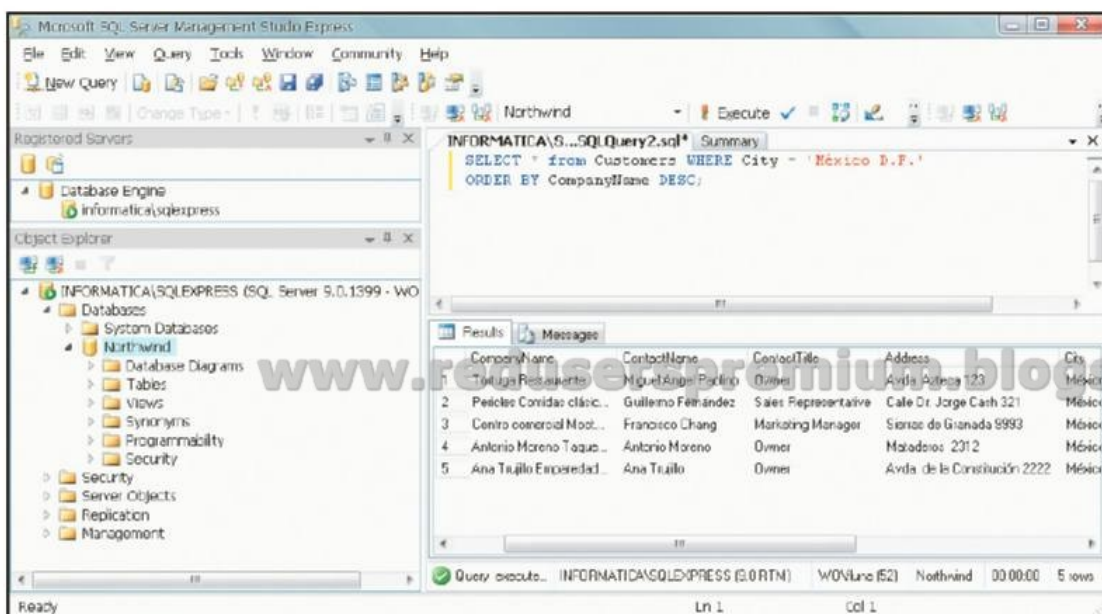 Microsoft SQL Server Management Studio Express
File Edit View Query Tools Window Community Help
New Query
Change Type
Northwind
Execute
Registered Servers
Database Engine
informatica\sqlexpress
Object Explorer
INFORMATICA\SQLEXPRESS (SQL Server 9.0.1399 - WO
Databases
System Databases
Northwind
Database Diagrams
Tables
Views
Synonyms
Programmability
Security
Security
Server Objects
Replication
Management
INFORMATICA\S...SQLQuery2.sql* Summary
SELECT * from Customers WHERE City = 'México D.F.'
ORDER BY CompanyName DESC;
Results Messages
CompanyName ContactName ContactTitle Address City
1 Tortuga Restaurante Miguel Angel Paolino Owner Avda. Azteca 123 México
2 Pericles Comidas clásic... Guillermo Fernández Sales Representative Calle Dr. Jorge Cash 321 México
3 Centro comercial Moct... Francisco Chang Marketing Manager Sierras de Granada 9993 México
4 Antonio Moreno Taque... Antonio Moreno Owner Mataderos 2312 México
5 Ana Trujillo Emparedad... Ana Trujillo Owner Avda. de la Constitución 2222 México
www.reduserspremium.blogs
Query execute... INFORMATICA\SQLEXPRESS (9.0 RTM) (52) Northwind 00:00:00 5 rows
Ready Ln 1 Col 1